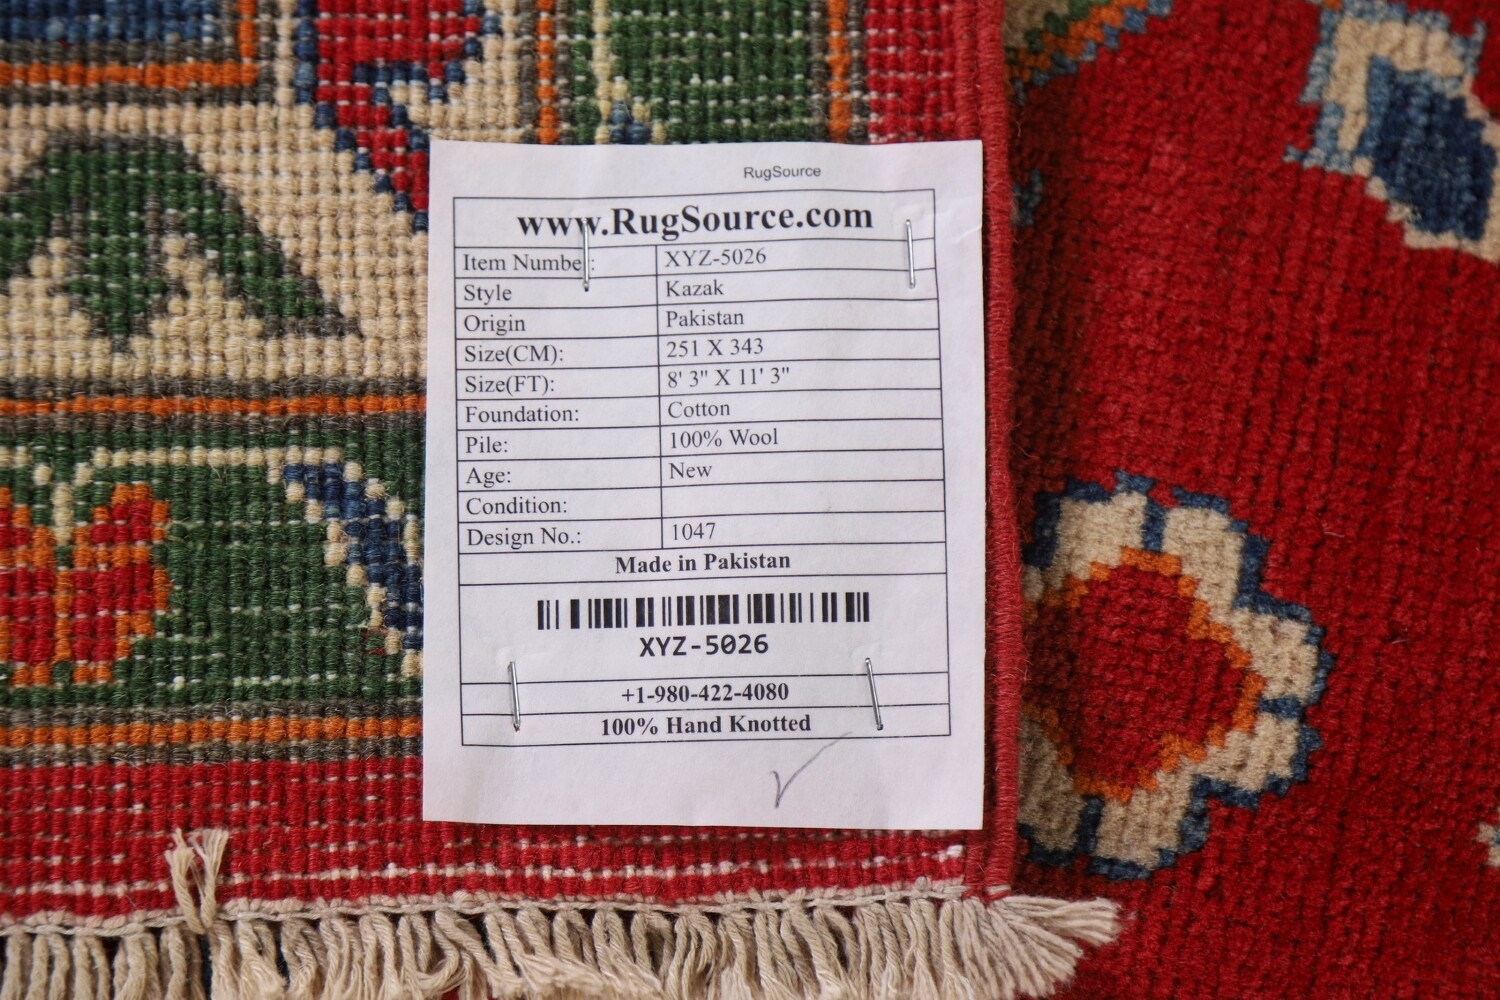 RugSource
www.RugSource.com
Item Number: XYZ-5026
Style Kazak
Origin Pakistan
Size(CM): 251 X 343
Size(FT): 8' 3" X 11' 3"
Foundation: Cotton
Pile: 100% Wool
Age: New
Condition:
Design No.: 1047
Made in Pakistan
XYZ-5026
+1-980-422-4080
100% Hand Knotted